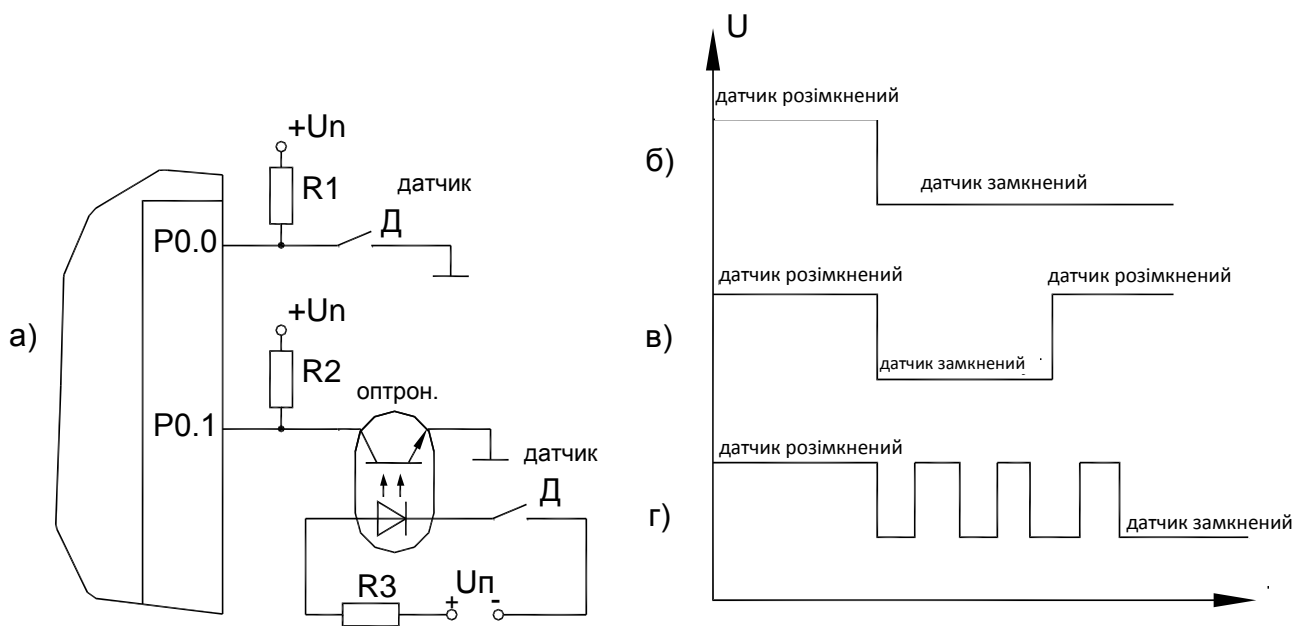 а)
+Un
R1
датчик
Д
P0.0
+Un
R2
оптрон.
P0.1
датчик
Д
R3
Uп
+
-
U
б)
датчик розімкнений
датчик замкнений
в)
датчик розімкнений
датчик розімкнений
датчик замкнений
г)
датчик розімкнений
датчик замкнений